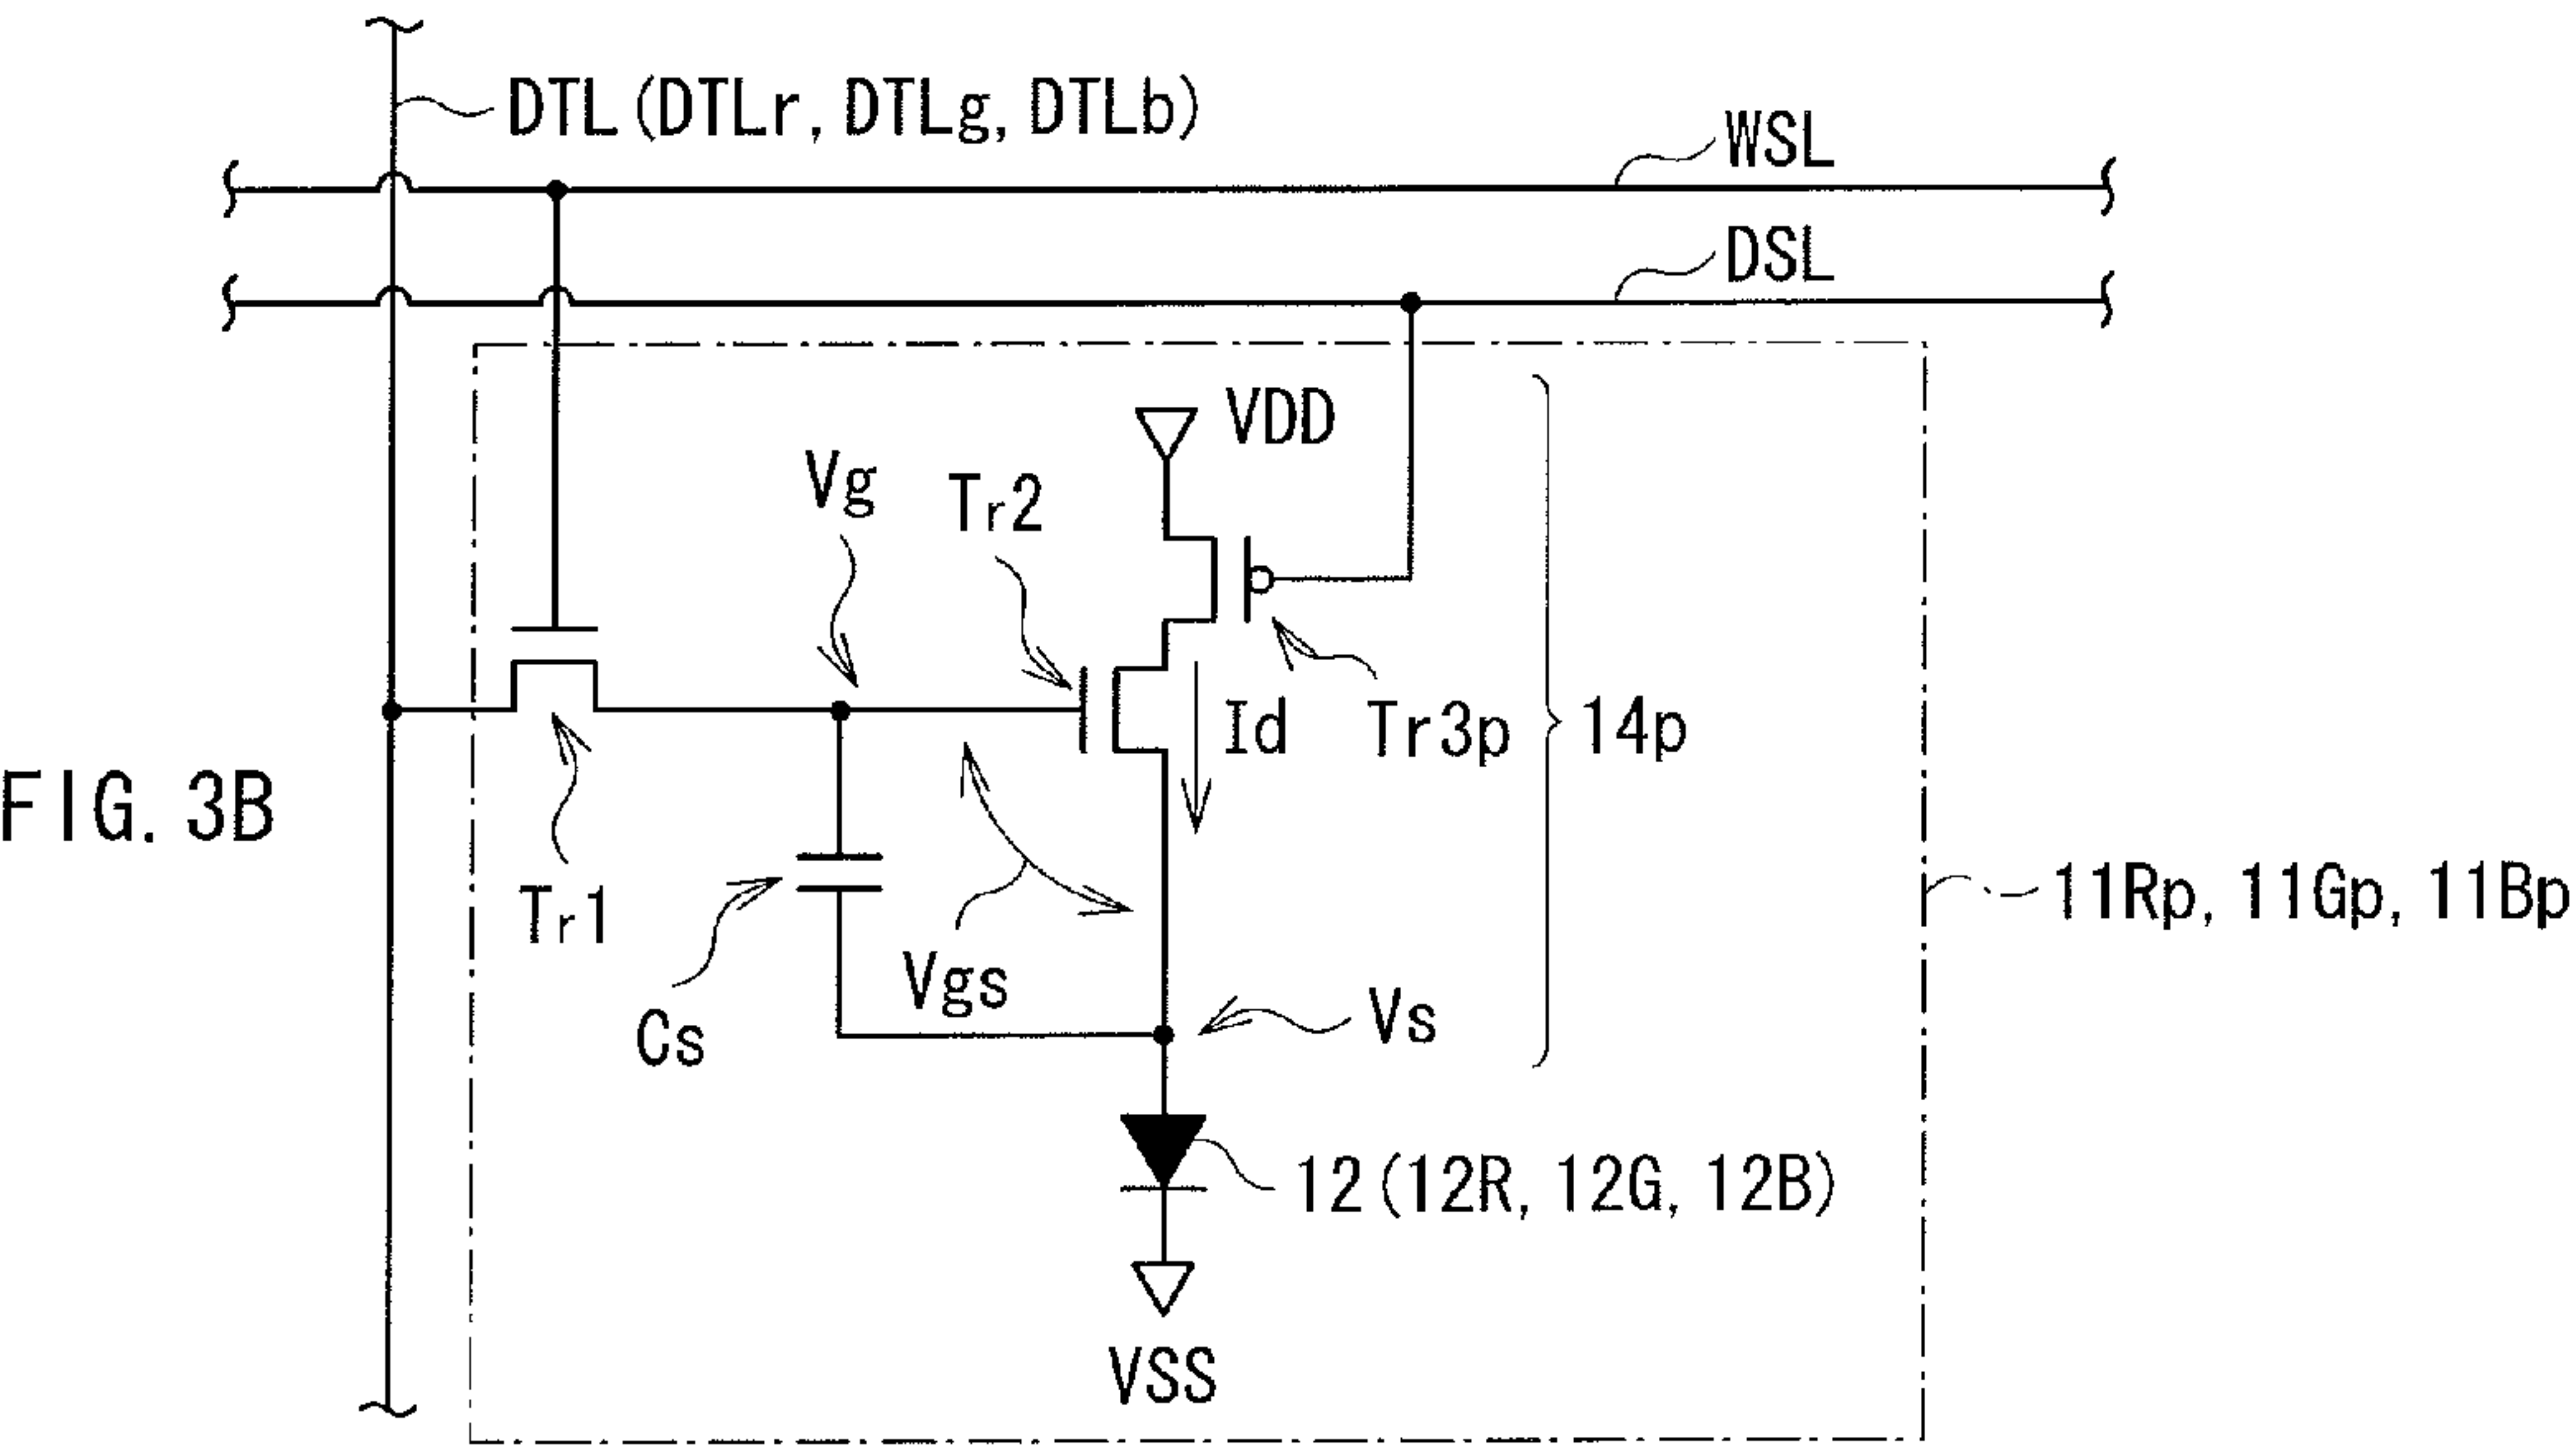 DTL (DTLr, DTLg, DTLb)
WSL
DSL
VDD
Vg
Tr2
Id
Tr3p
14p
FIG. 3B
Tr1
Cs
Vgs
Vs
11Rp, 11Gp, 11Bp
12 (12R, 12G, 12B)
VSS